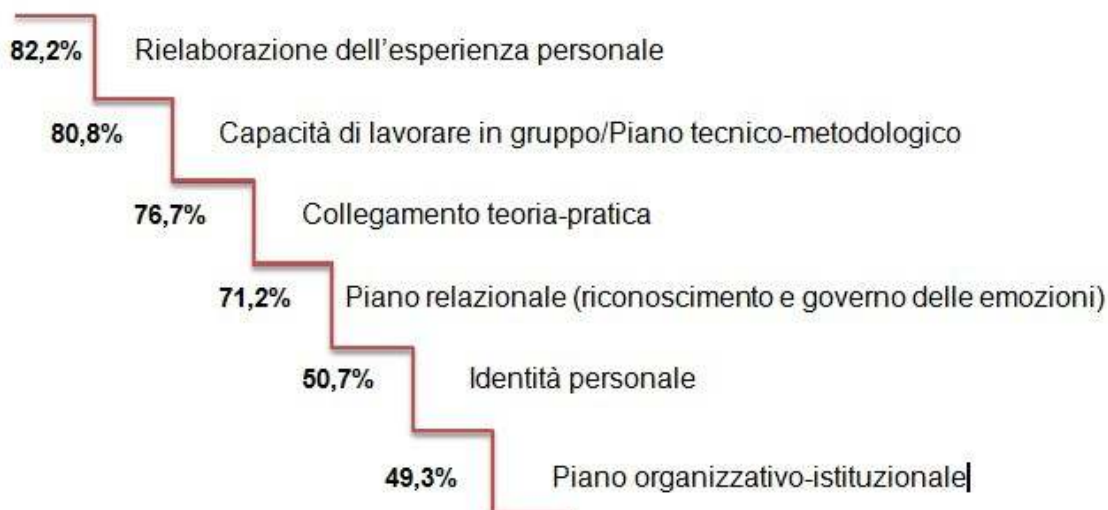 82,2% Rielaborazione dell'esperienza personale
80,8% Capacità di lavorare in gruppo/Piano tecnico-metodologico
76,7% Collegamento teoria-pratica
71,2% Piano relazionale (riconoscimento e governo delle emozioni)
50,7% Identità personale
49,3% Piano organizzativo-istituzionale